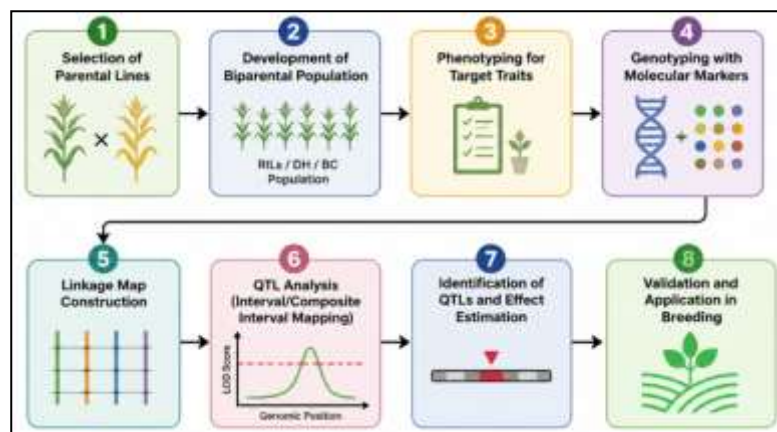 1
Selection of
Parental Lines
×
2
Development of
Biparental Population
RILs / DH / BC
Population
3
Phenotyping for
Target Traits
4
Genotyping with
Molecular Markers
+
5
Linkage Map
Construction
6
QTL Analysis
(Interval/Composite
Interval Mapping)
LOD Score
Genomic Position
7
Identification of
QTLs and Effect
Estimation
8
Validation and
Application in
Breeding